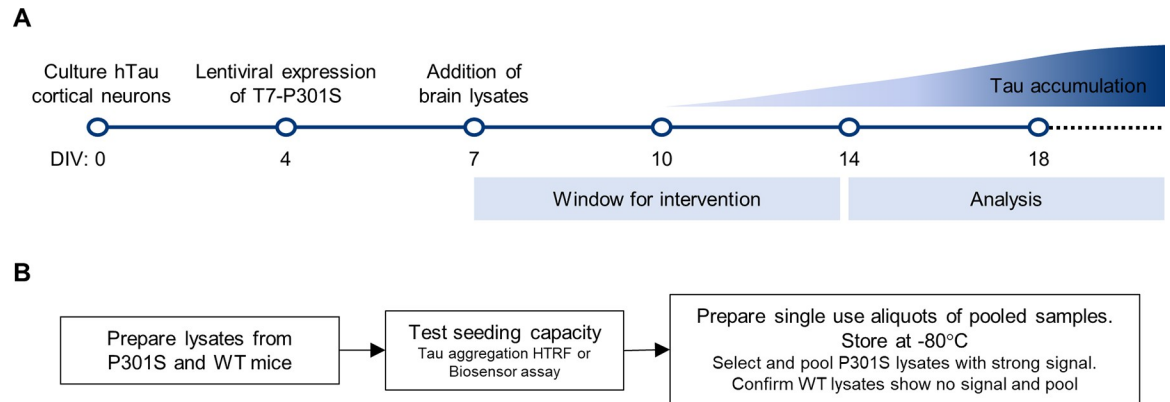 A
Culture hTau
cortical neurons
Lentiviral expression
of T7-P301S
Addition of
brain lysates
Tau accumulation
DIV: 0
4
7
10
14
18
Window for intervention
Analysis
B
Prepare lysates from
P301S and WT mice
Test seeding capacity
Tau aggregation HTRF or
Biosensor assay
Prepare single use aliquots of pooled samples.
Store at -80°C
Select and pool P301S lysates with strong signal.
Confirm WT lysates show no signal and pool